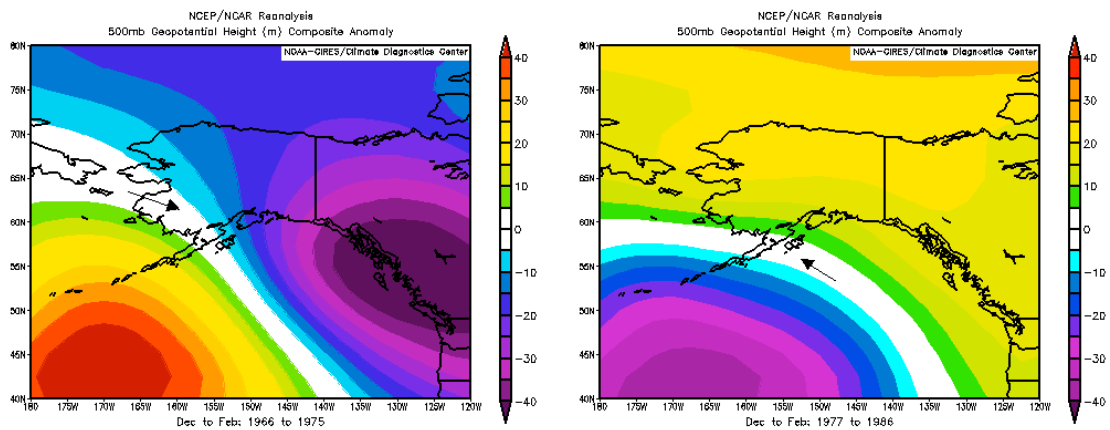 NCEP/NCAR Reanalysis
500mb Geopotential Height (m) Composite Anomaly
NOAA-CIRES/Climate Diagnostics Center
80N
75N
70N
65N
60N
55N
50N
45N
40N
180 175W 170W 165W 160W 155W 150W 145W 140W 135W 130W 125W 120W
Dec to Feb: 1966 to 1975
40
30
20
10
0
-10
-20
-30
-40
NCEP/NCAR Reanalysis
500mb Geopotential Height (m) Composite Anomaly
NOAA-CIRES/Climate Diagnostics Center
80N
75N
70N
65N
60N
55N
50N
45N
40N
180 175W 170W 165W 160W 155W 150W 145W 140W 135W 130W 125W 120W
Dec to Feb: 1977 to 1986
40
30
20
10
0
-10
-20
-30
-40